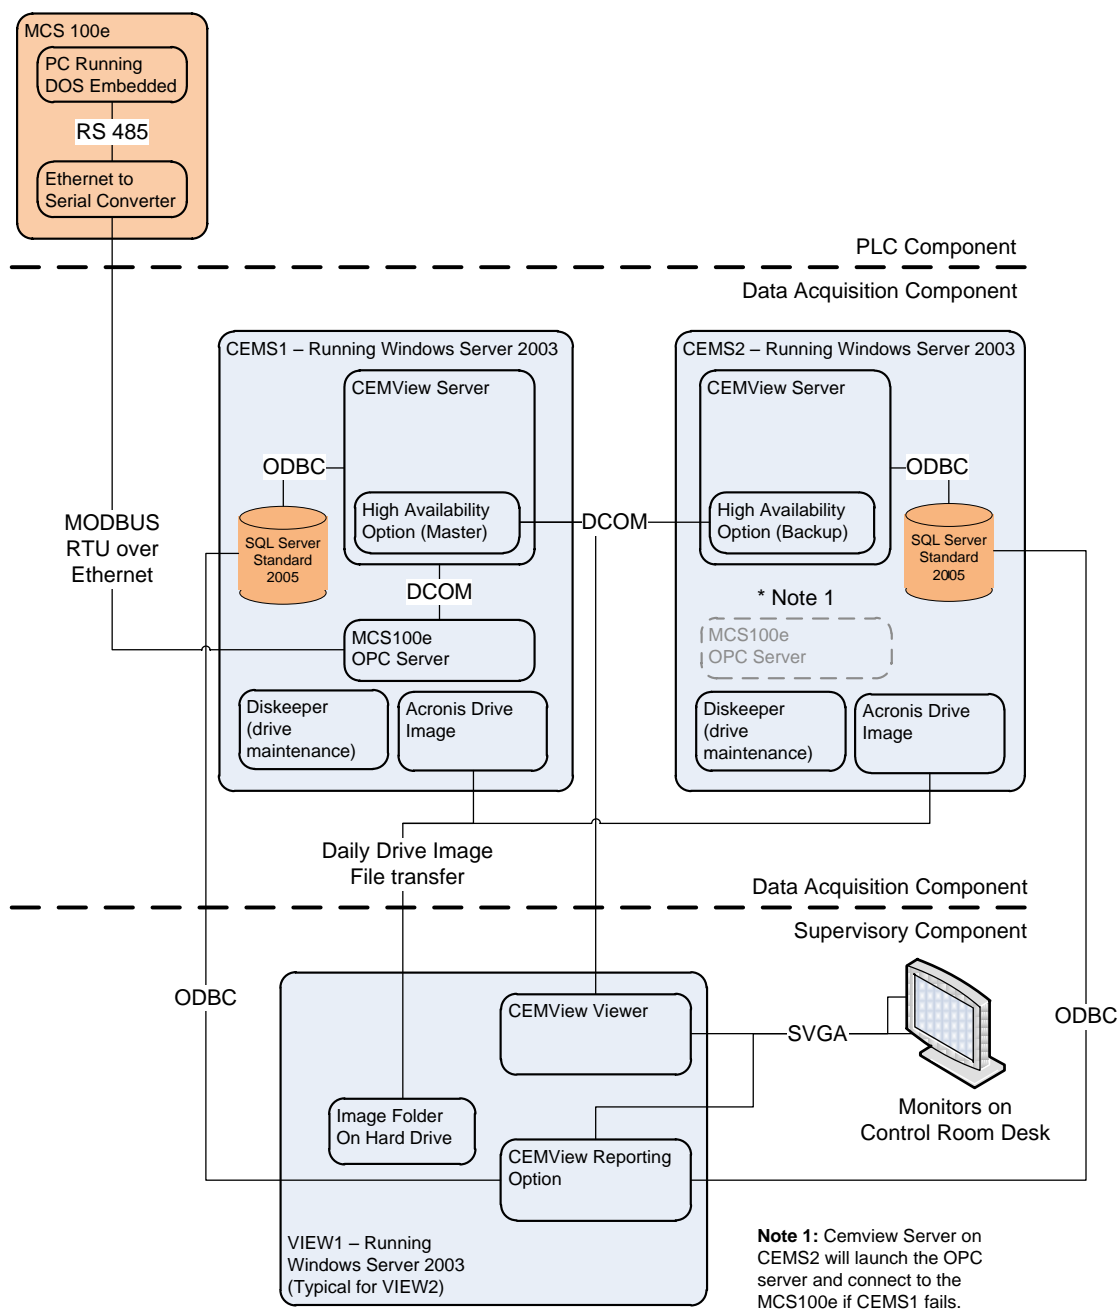 MCS 100e
PC Running
DOS Embedded
RS 485
Ethernet to
Serial Converter
PLC Component
Data Acquisition Component
CEMS1 – Running Windows Server 2003
CEMView Server
ODBC
High Availability
Option (Master)
SQL Server
Standard
2005
DCOM
MCS100e
OPC Server
Diskeeper
(drive
maintenance)
Acronis Drive
Image
MODBUS
RTU over
Ethernet
DCOM
CEMS2 – Running Windows Server 2003
CEMView Server
ODBC
High Availability
Option (Backup)
SQL Server
Standard
2005
* Note 1
MCS100e
OPC Server
Diskeeper
(drive
maintenance)
Acronis Drive
Image
Daily Drive Image
File transfer
Data Acquisition Component
Supervisory Component
ODBC
CEMView Viewer
SVGA
ODBC
Monitors on
Control Room Desk
Image Folder
On Hard Drive
CEMView Reporting
Option
VIEW1 – Running
Windows Server 2003
(Typical for VIEW2)
Note 1: Cemview Server on
CEMS2 will launch the OPC
server and connect to the
MCS100e if CEMS1 fails.